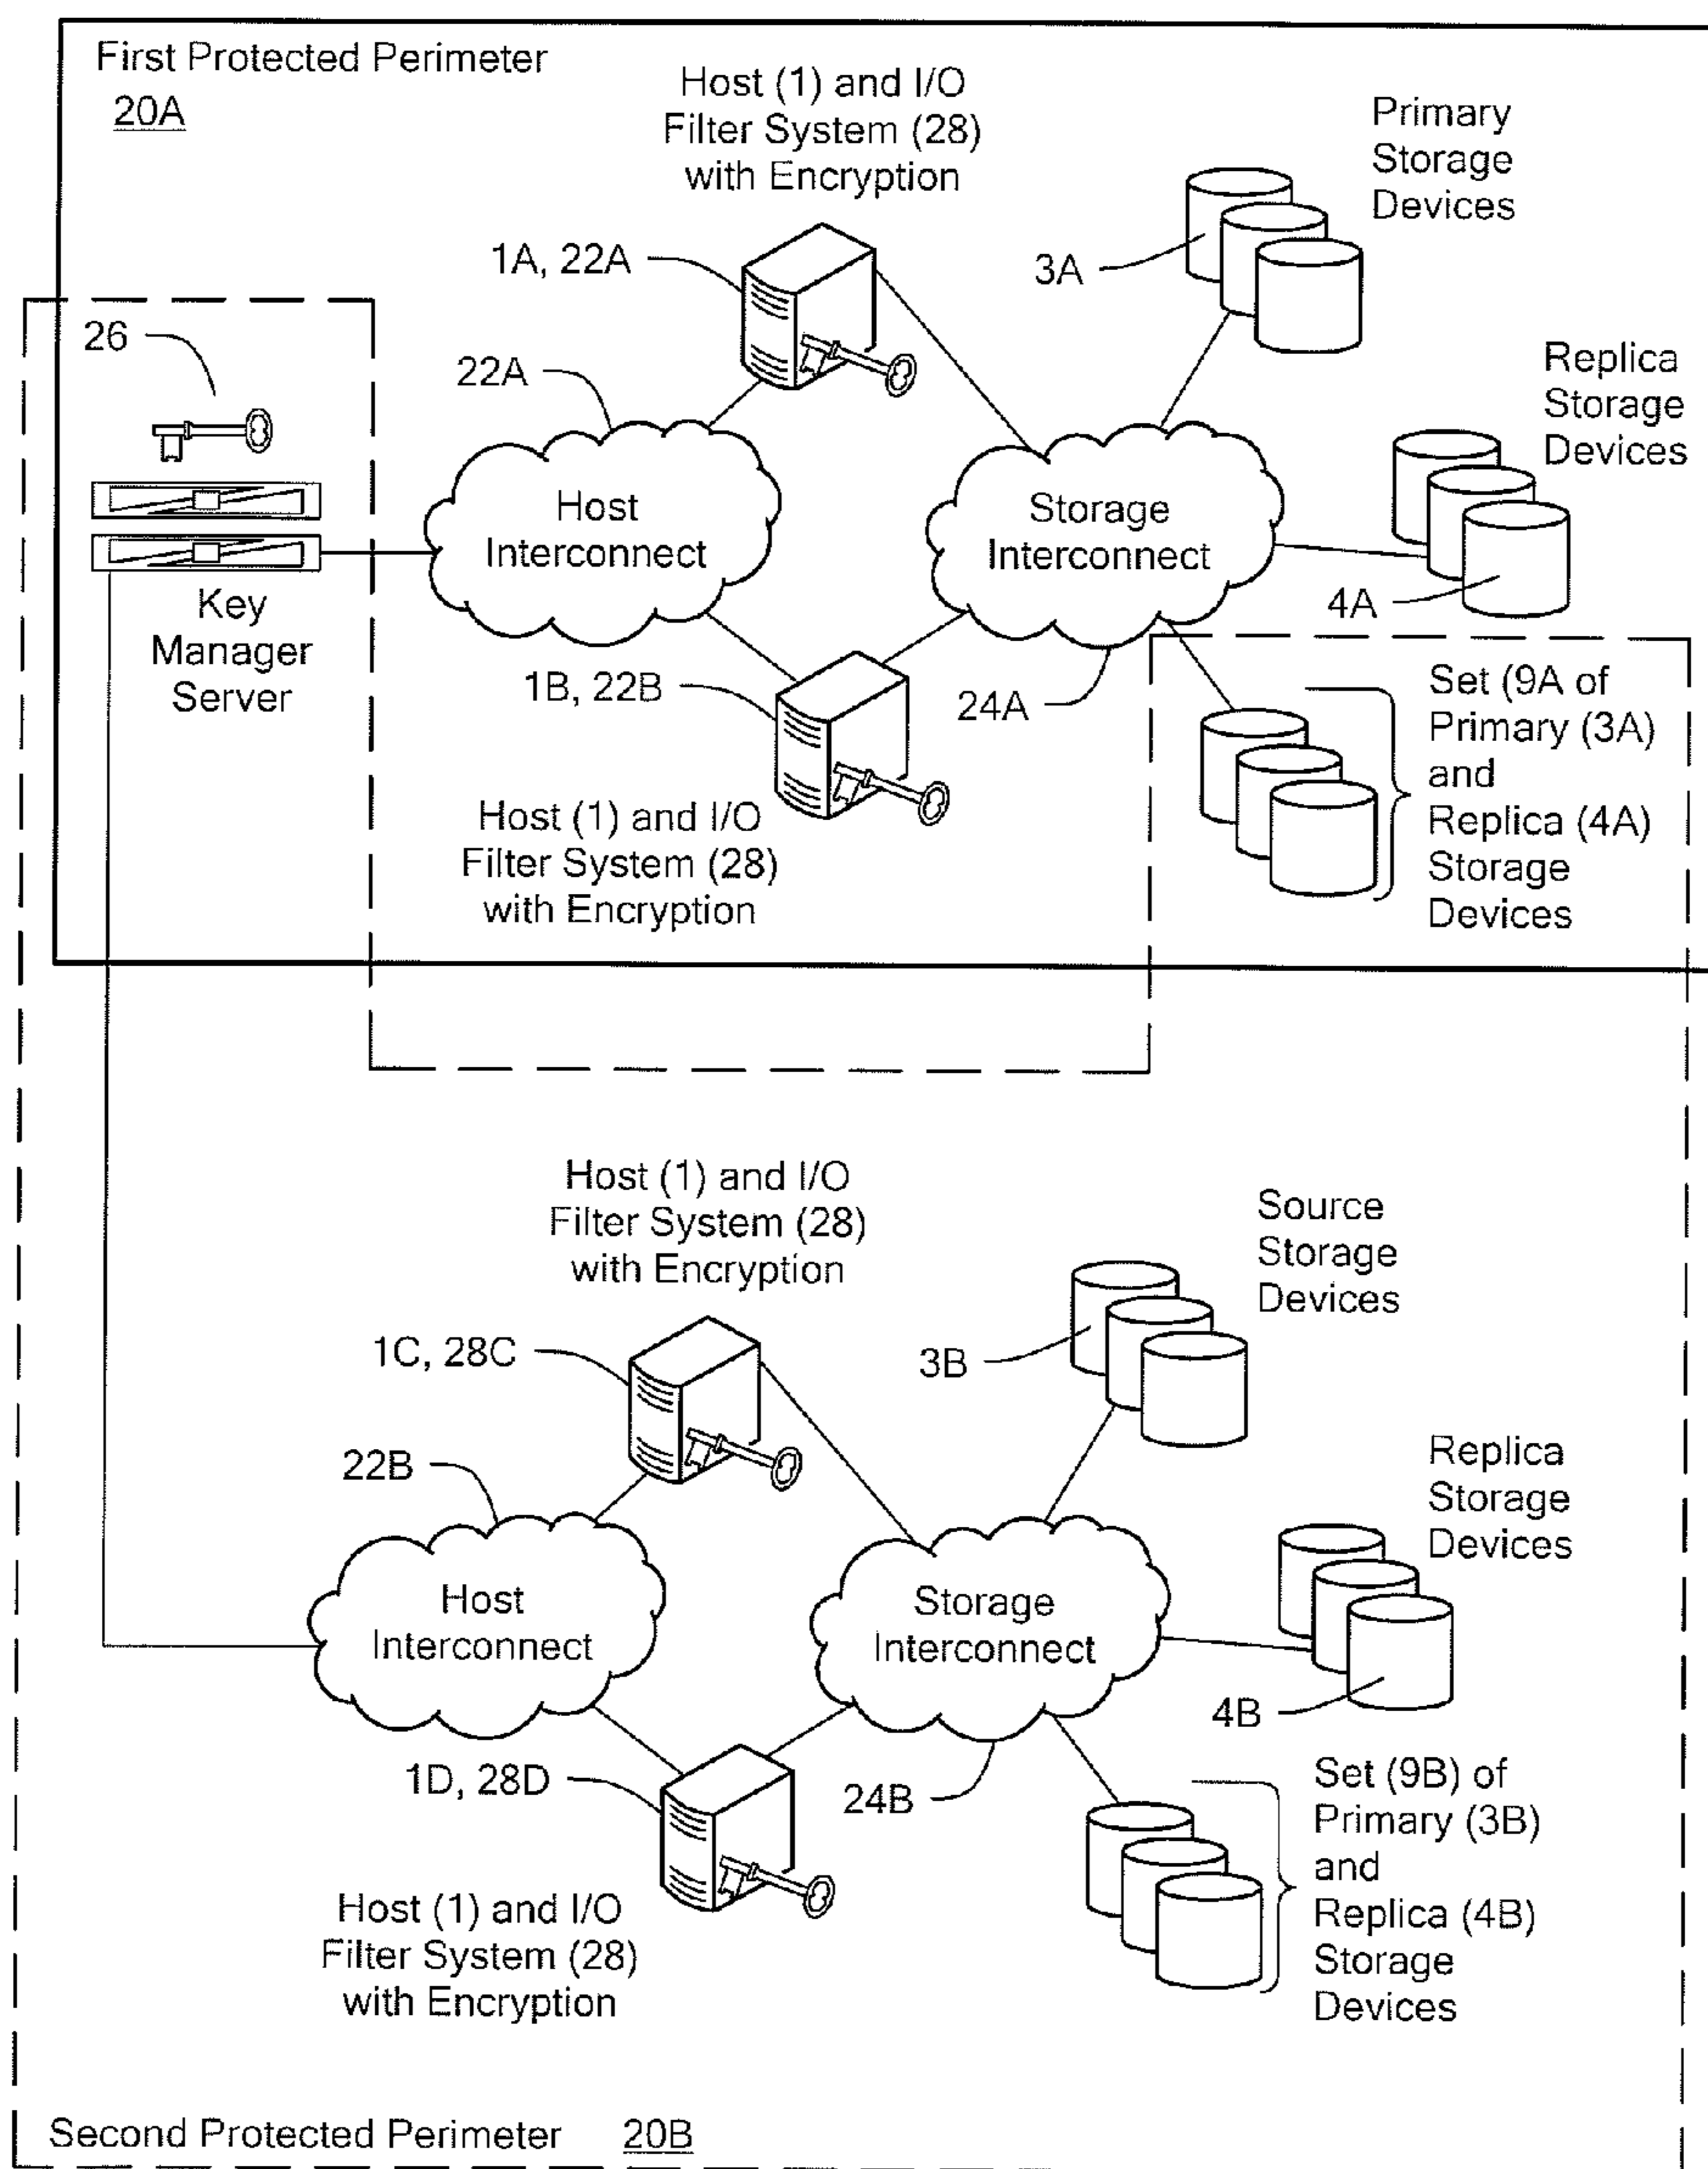 First Protected Perimeter
20A
Host (1) and I/O
Filter System (28)
with Encryption
Primary
Storage
Devices
1A, 22A
3A
26
22A
Replica
Storage
Devices
Host
Interconnect
Storage
Interconnect
Key
Manager
Server
4A
1B, 22B
24A
Set (9A of
Primary (3A)
and
Replica (4A)
Storage
Devices
Host (1) and I/O
Filter System (28)
with Encryption
Host (1) and I/O
Filter System (28)
with Encryption
Source
Storage
Devices
1C, 28C
3B
22B
Replica
Storage
Devices
Host
Interconnect
Storage
Interconnect
4B
1D, 28D
24B
Set (9B) of
Primary (3B)
and
Replica (4B)
Storage
Devices
Host (1) and I/O
Filter System (28)
with Encryption
Second Protected Perimeter 20B